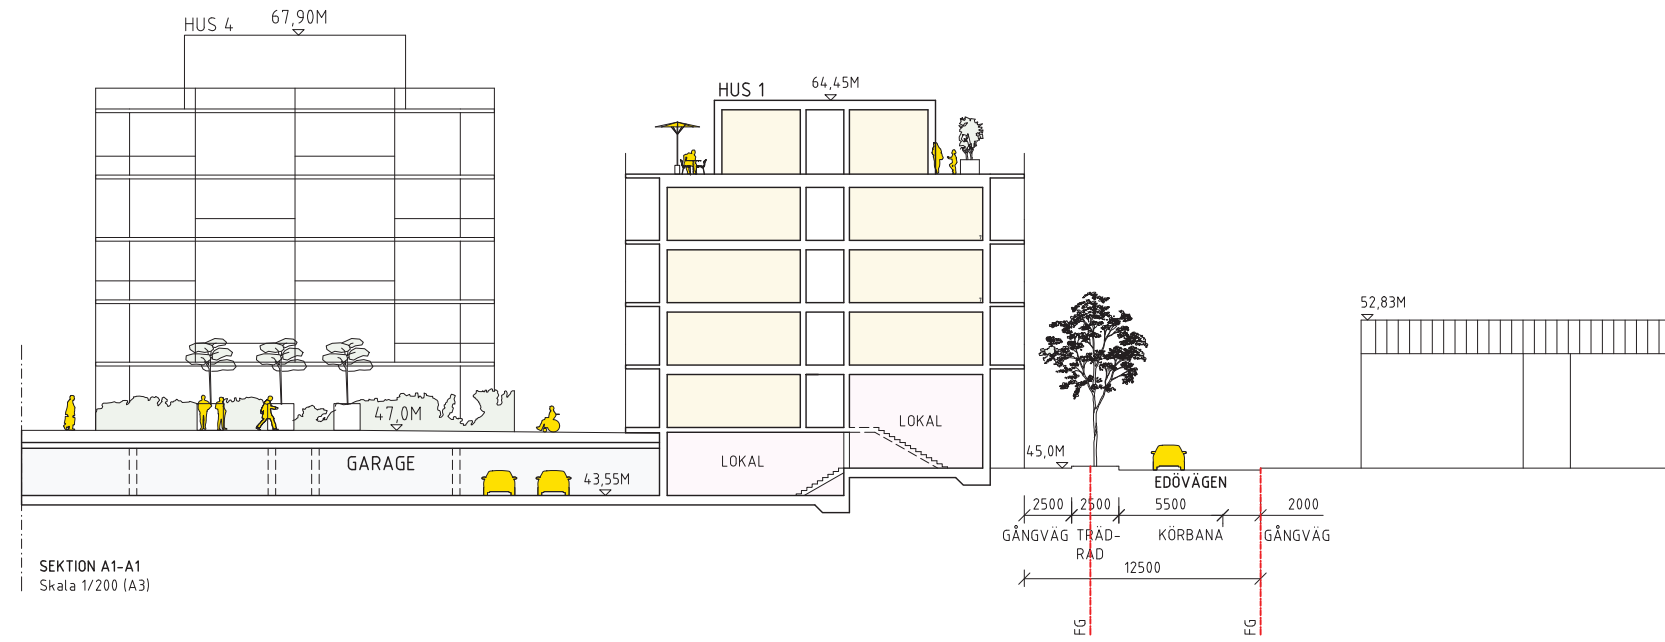 HUS 4
67,90M
HUS 1
64,45M
52,83M
47,0M
LOKAL
LOKAL
GARAGE
45,0M
43,55M
EDÖVÄGEN
2500
2500
5500
2000
GÅNGVÄG
TRÄD-
RAD
KÖRBANA
GÅNGVÄG
12500
SEKTION A1-A1
Skala 1/200 (A3)
FG
FG